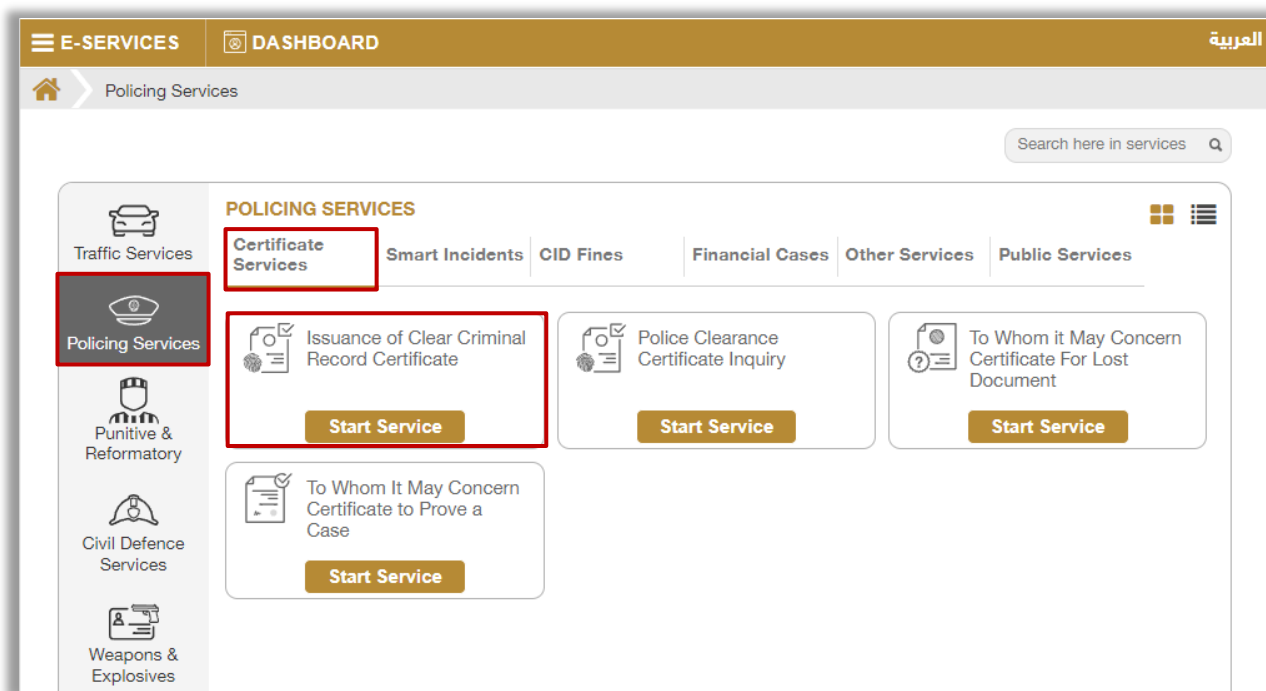 E-SERVICES
DASHBOARD
العربية
Policing Services
Search here in services
Traffic Services
Policing Services
Punitive &
Reformatory
Civil Defence
Services
Weapons &
Explosives
POLICING SERVICES
Certificate
Services
Smart Incidents
CID Fines
Financial Cases
Other Services
Public Services
Issuance of Clear Criminal
Record Certificate
Start Service
Police Clearance
Certificate Inquiry
Start Service
To Whom it May Concern
Certificate For Lost
Document
Start Service
To Whom It May Concern
Certificate to Prove a
Case
Start Service